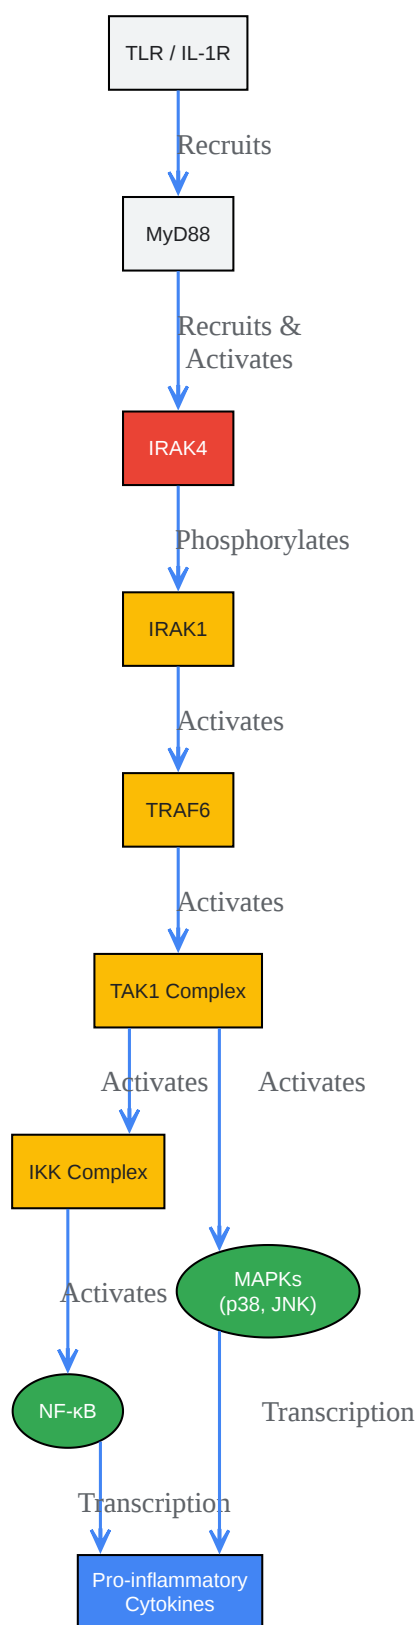 TLR / IL-1R
Recruits
MyD88
Recruits &
Activates
IRAK4
Phosphorylates
IRAK1
Activates
TRAF6
Activates
TAK1 Complex
Activates
Activates
IKK Complex
MAPKs
(p38, JNK)
Activates
NF-κB
Transcription
Transcription
Pro-inflammatory
Cytokines